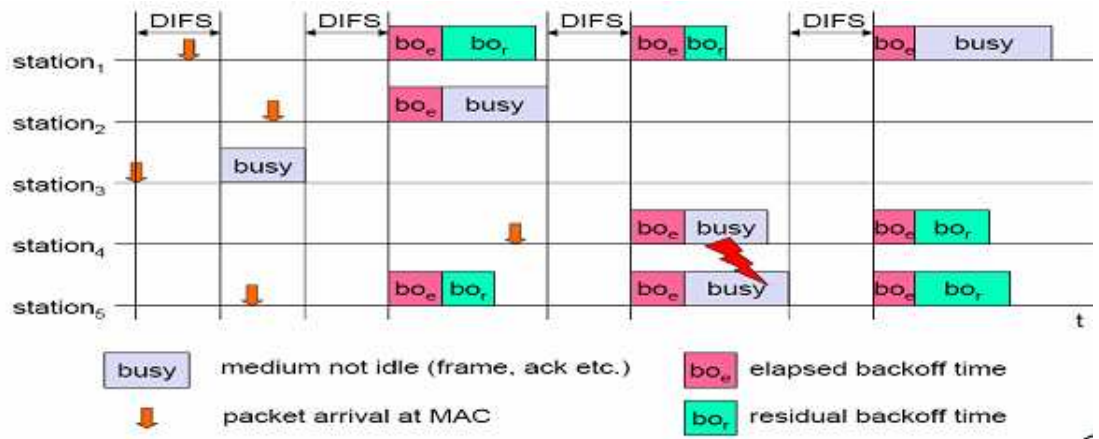 DIFS DIFS DIFS DIFS
station1 boe bor boe bor boe busy
station2 boe busy
station3 busy
station4 boe busy boe bor
station5 boe bor boe busy boe bor
t
busy medium not idle (frame, ack etc.) boe elapsed backoff time
packet arrival at MAC bor residual backoff time